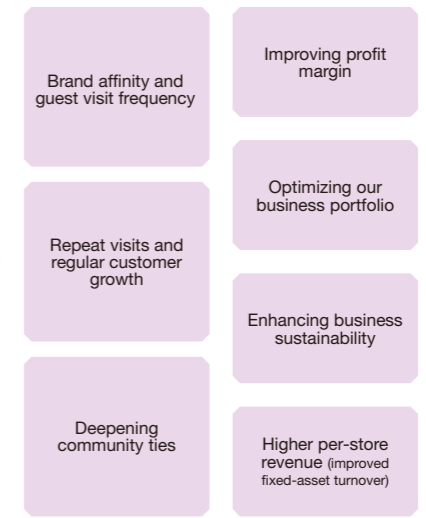 Brand affinity and
guest visit frequency
Repeat visits and
regular customer
growth
Deepening
community ties
Improving profit
margin
Optimizing our
business portfolio
Enhancing business
sustainability
Higher per-store
revenue (improved
fixed-asset turnover)